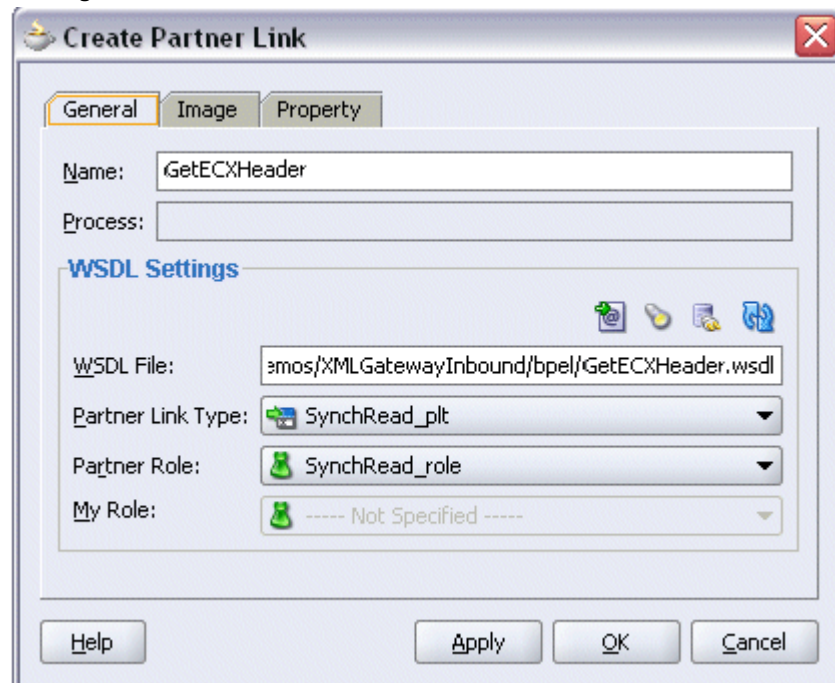 Create Partner Link
General Image Property
Name: GetECXHeader
Process:
WSDL Settings
WSDL File: emos/XMLGatewayInbound/bpel/GetECXHeader.wsdl
Partner Link Type: SynchRead_plt
Partner Role: SynchRead_role
My Role: ----- Not Specified -----
Help Apply OK Cancel